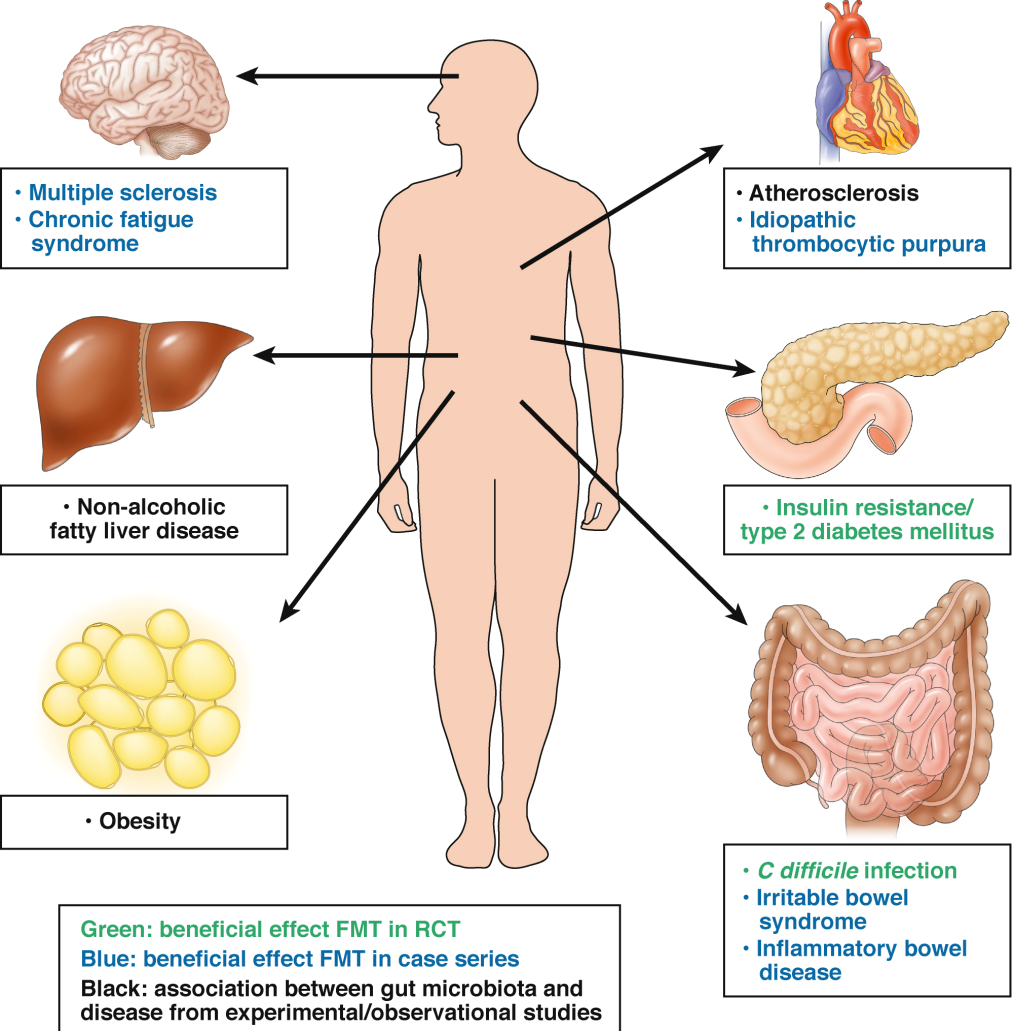 • Multiple sclerosis
• Chronic fatigue
syndrome
• Atherosclerosis
• Idiopathic
thrombocytic purpura
• Non-alcoholic
fatty liver disease
• Insulin resistance/
type 2 diabetes mellitus
• Obesity
• C difficile infection
• Irritable bowel
syndrome
• Inflammatory bowel
disease
Green: beneficial effect FMT in RCT
Blue: beneficial effect FMT in case series
Black: association between gut microbiota and
disease from experimental/observational studies